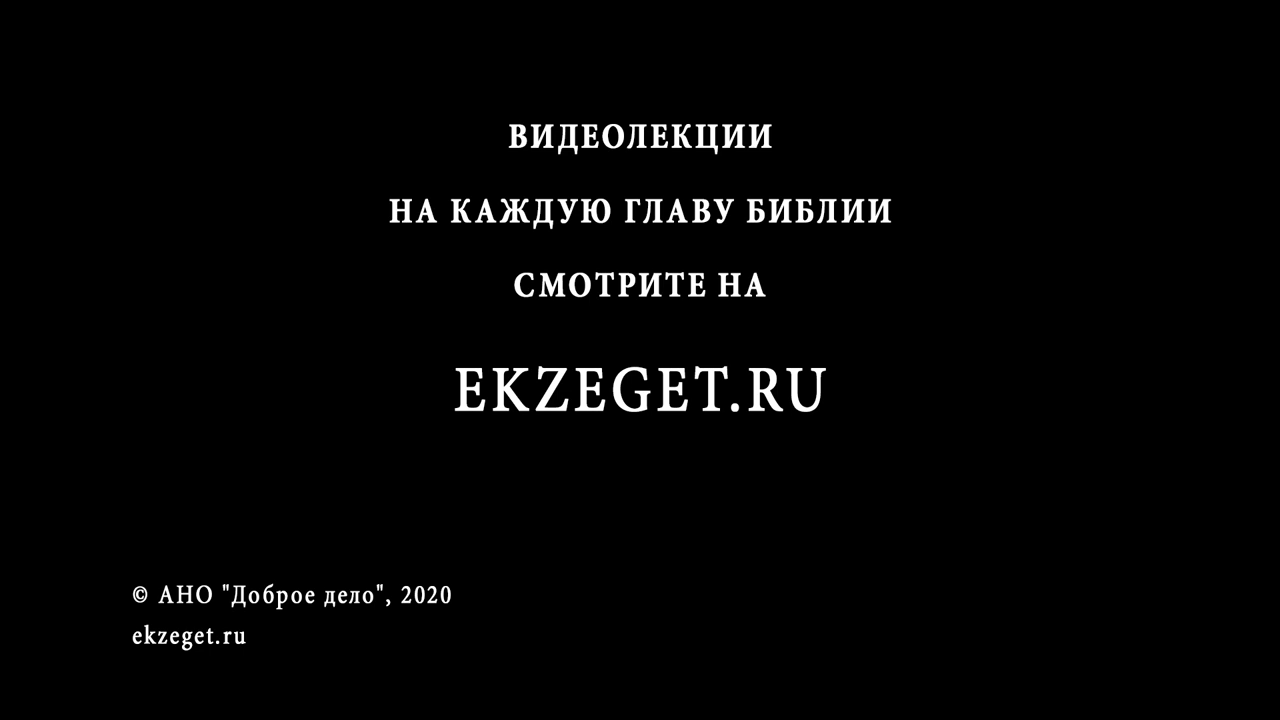 ВИДЕОЛЕКЦИИ
НА КАЖДУЮ ГЛАВУ БИБЛИИ
СМОТРИТЕ НА
EKZEGET.RU
© АНО "Доброе дело", 2020
ekzeget.ru